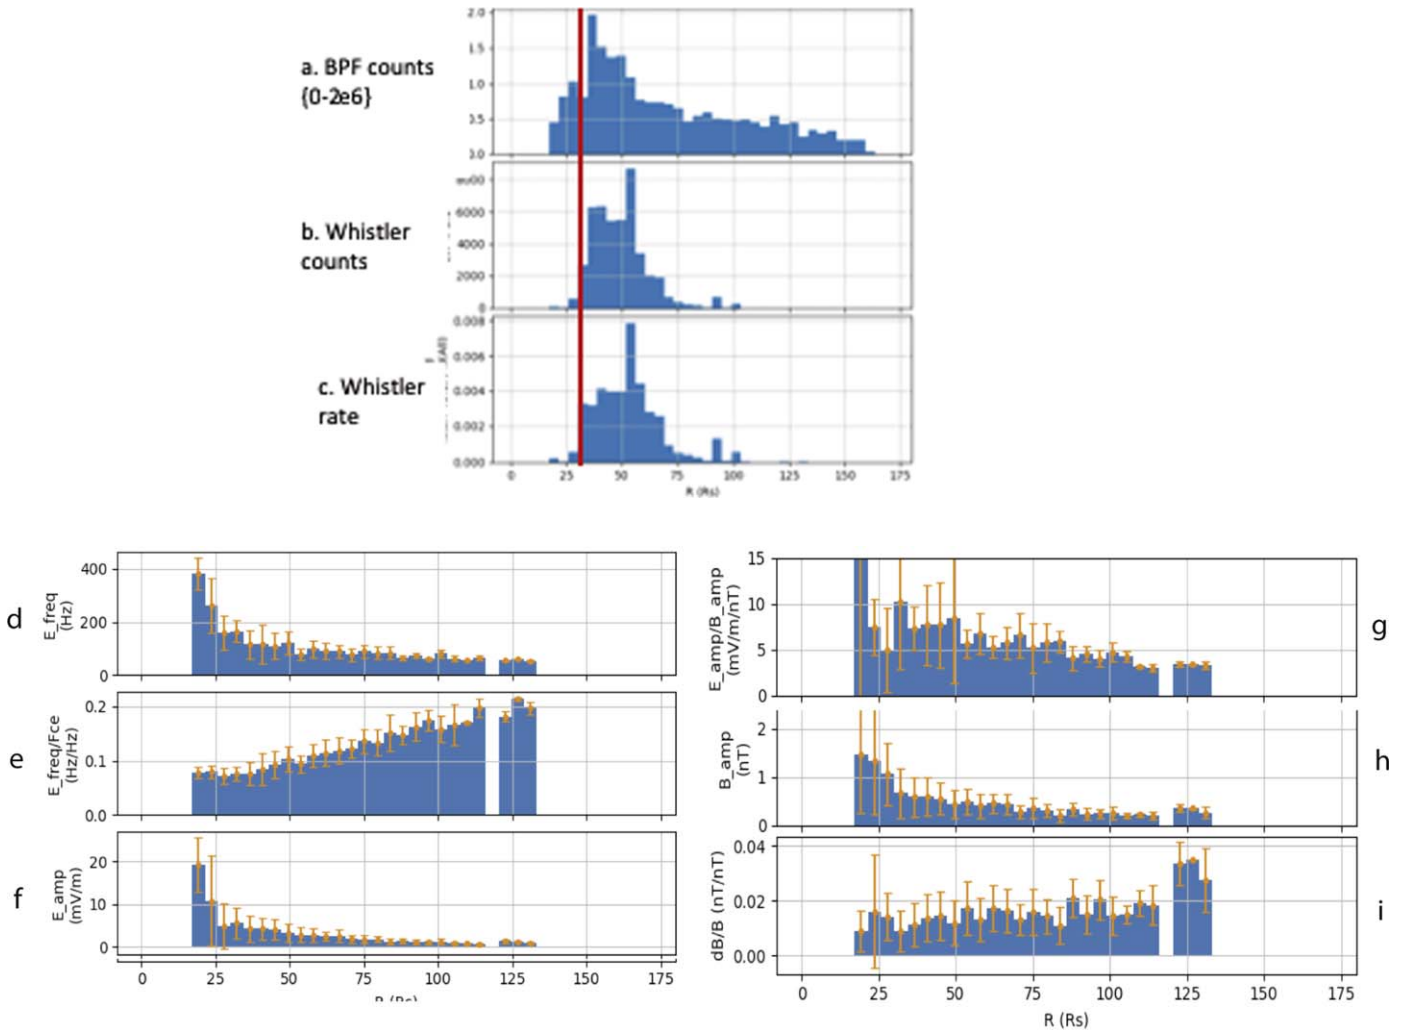 a. BPF counts
{0-2e6}
2.0
1.5
1.0
0.5
b. Whistler
counts
6000
4000
2000
0
c. Whistler
rate
0.008
0.006
0.004
0.002
0.000
0 25 50 75 100 125 150 175
R (Rs)
d
E_freq
(Hz)
400
200
0
e
E_freq/Fce
(Hz/Hz)
0.2
0.1
0.0
f
E_amp
(mV/m)
20
10
0
0 25 50 75 100 125 150 175
R (Rs)
E_amp/B_amp
(mV/m/nT)
15
10
5
0
g
B_amp
(nT)
2
1
0
h
dB/B (nT/nT)
0.04
0.02
0.00
i
0 25 50 75 100 125 150 175
R (Rs)